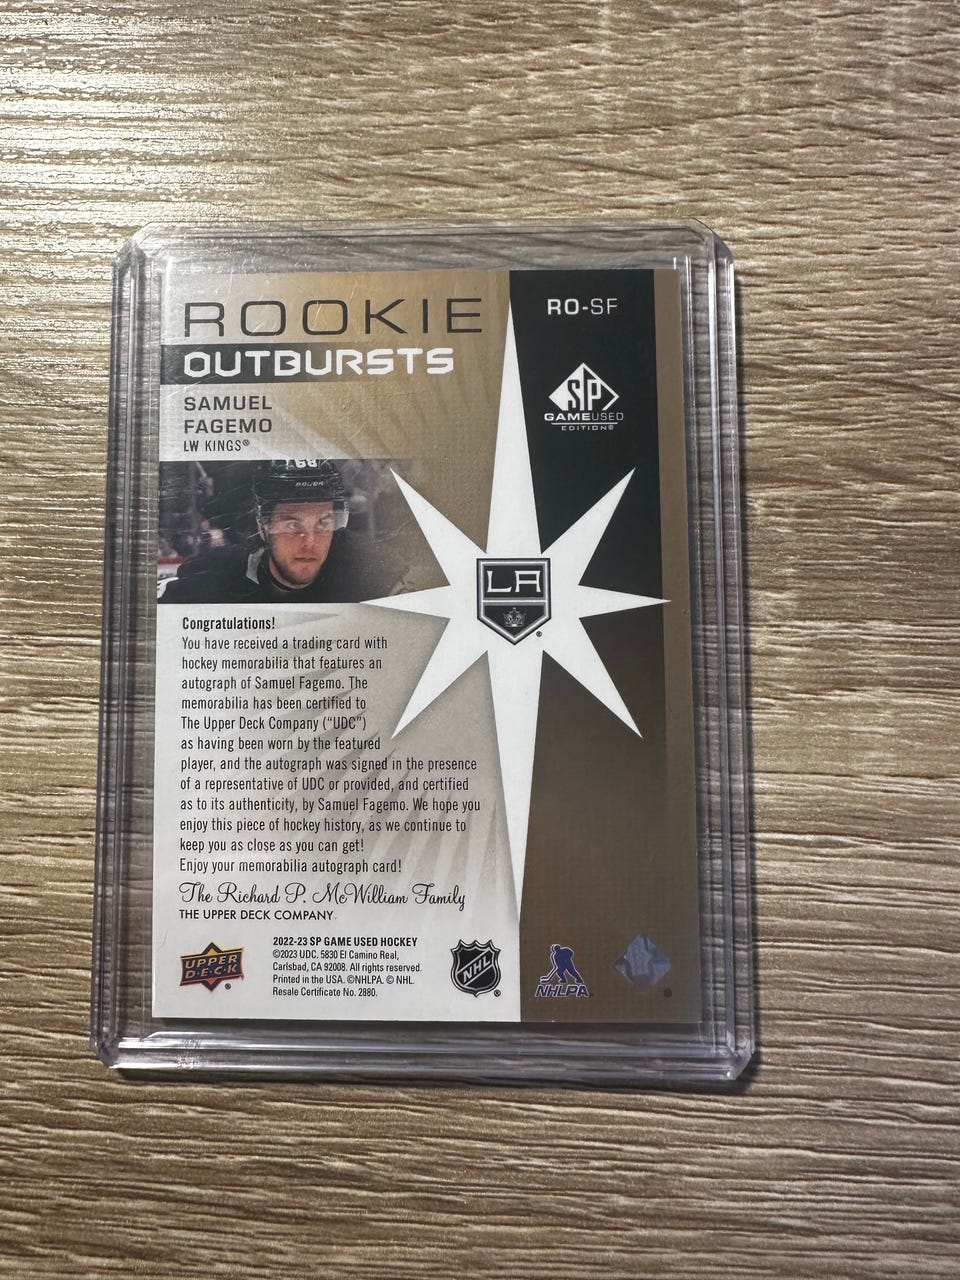 ROOKIE
OUTBURSTS
RO-SF
SP
GAMEUSED
EDITION®
SAMUEL
FAGEMO
LW KINGS®
68
BAUER
LA
Congratulations!
You have received a trading card with
hockey memorabilia that features an
autograph of Samuel Fagemo. The
memorabilia has been certified to
The Upper Deck Company (“UDC”)
as having been worn by the featured
player, and the autograph was signed in the presence
of a representative of UDC or provided, and certified
as to its authenticity, by Samuel Fagemo. We hope you
enjoy this piece of hockey history, as we continue to
keep you as close as you can get!
Enjoy your memorabilia autograph card!
The Richard P. McWilliam Family
THE UPPER DECK COMPANY
UPPER
D·E·C·K
®
2022-23 SP GAME USED HOCKEY
©2023 UDC. 5830 El Camino Real,
Carlsbad, CA 92008. All rights reserved.
Printed in the USA. ©NHLPA. © NHL.
Resale Certificate No. 2880.
NHL
®
NHLPA